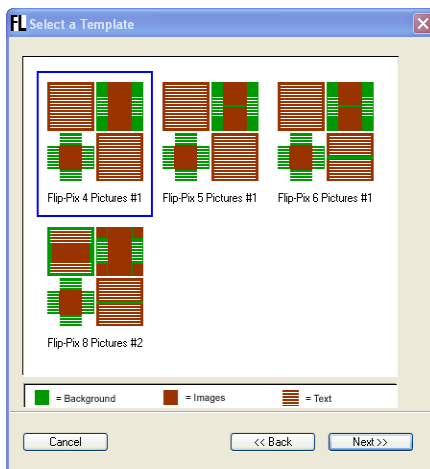 FL Select a Template
Flip-Pix 4 Pictures #1 Flip-Pix 5 Pictures #1 Flip-Pix 6 Pictures #1
Flip-Pix 8 Pictures #2
= Background = Images = Text
Cancel << Back Next >>